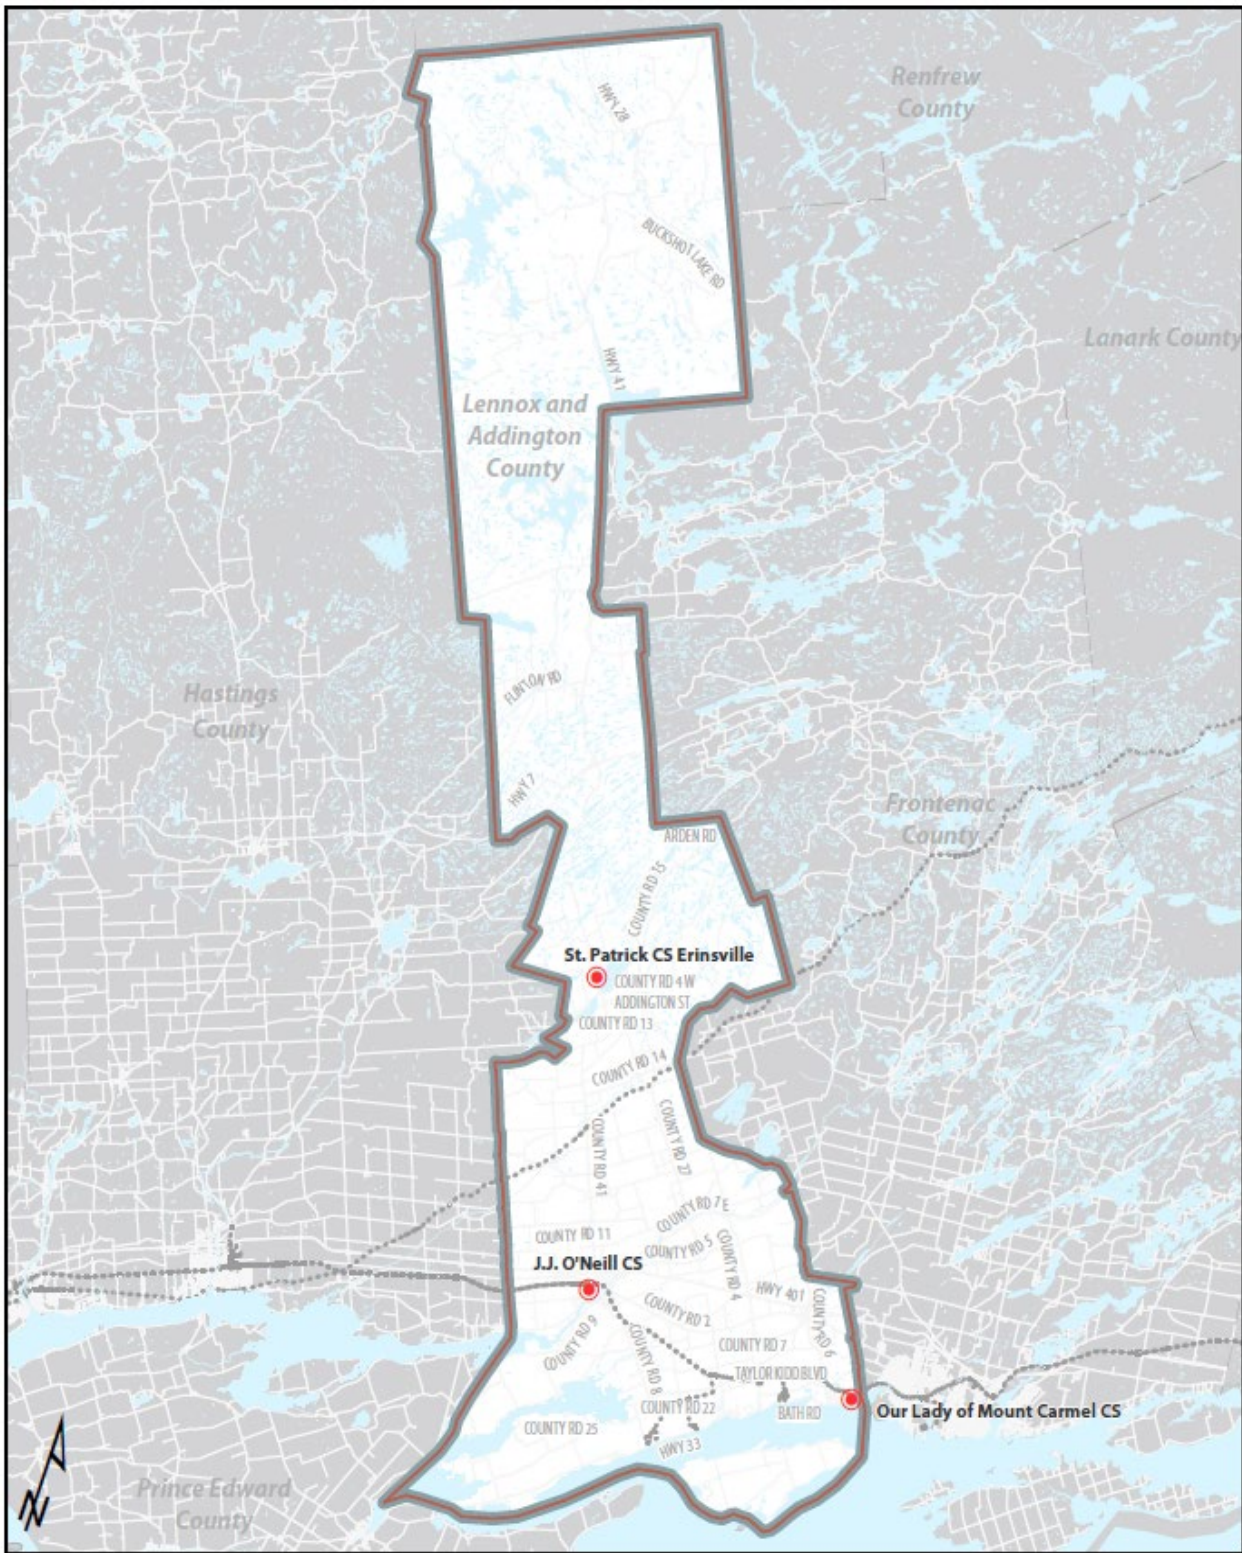 Renfrew
County
HWY 28
BUCKSHOT LAKE RD
Lanark County
HWY 41
Lennox and
Addington
County
FLINTON RD
Hastings
County
HWY 7
Frontenac
County
ARDEN RD
COUNTY RD 15
St. Patrick CS Erinsville
COUNTY RD 4 W
ADDINGTON ST
COUNTY RD 13
COUNTY RD 14
COUNTY RD 41
COUNTY RD 27
COUNTY RD 7 E
COUNTY RD 11
COUNTY RD 5
COUNTY RD 4
J.J. O'Neill CS
HWY 401
COUNTY RD 2
COUNTY RD 6
COUNTY RD 9
COUNTY RD 7
COUNTY RD 8
TAYLOR KIDD BLVD
COUNTY RD 22
BATH RD
Our Lady of Mount Carmel CS
COUNTY RD 25
HWY 33
Prince Edward
County
N